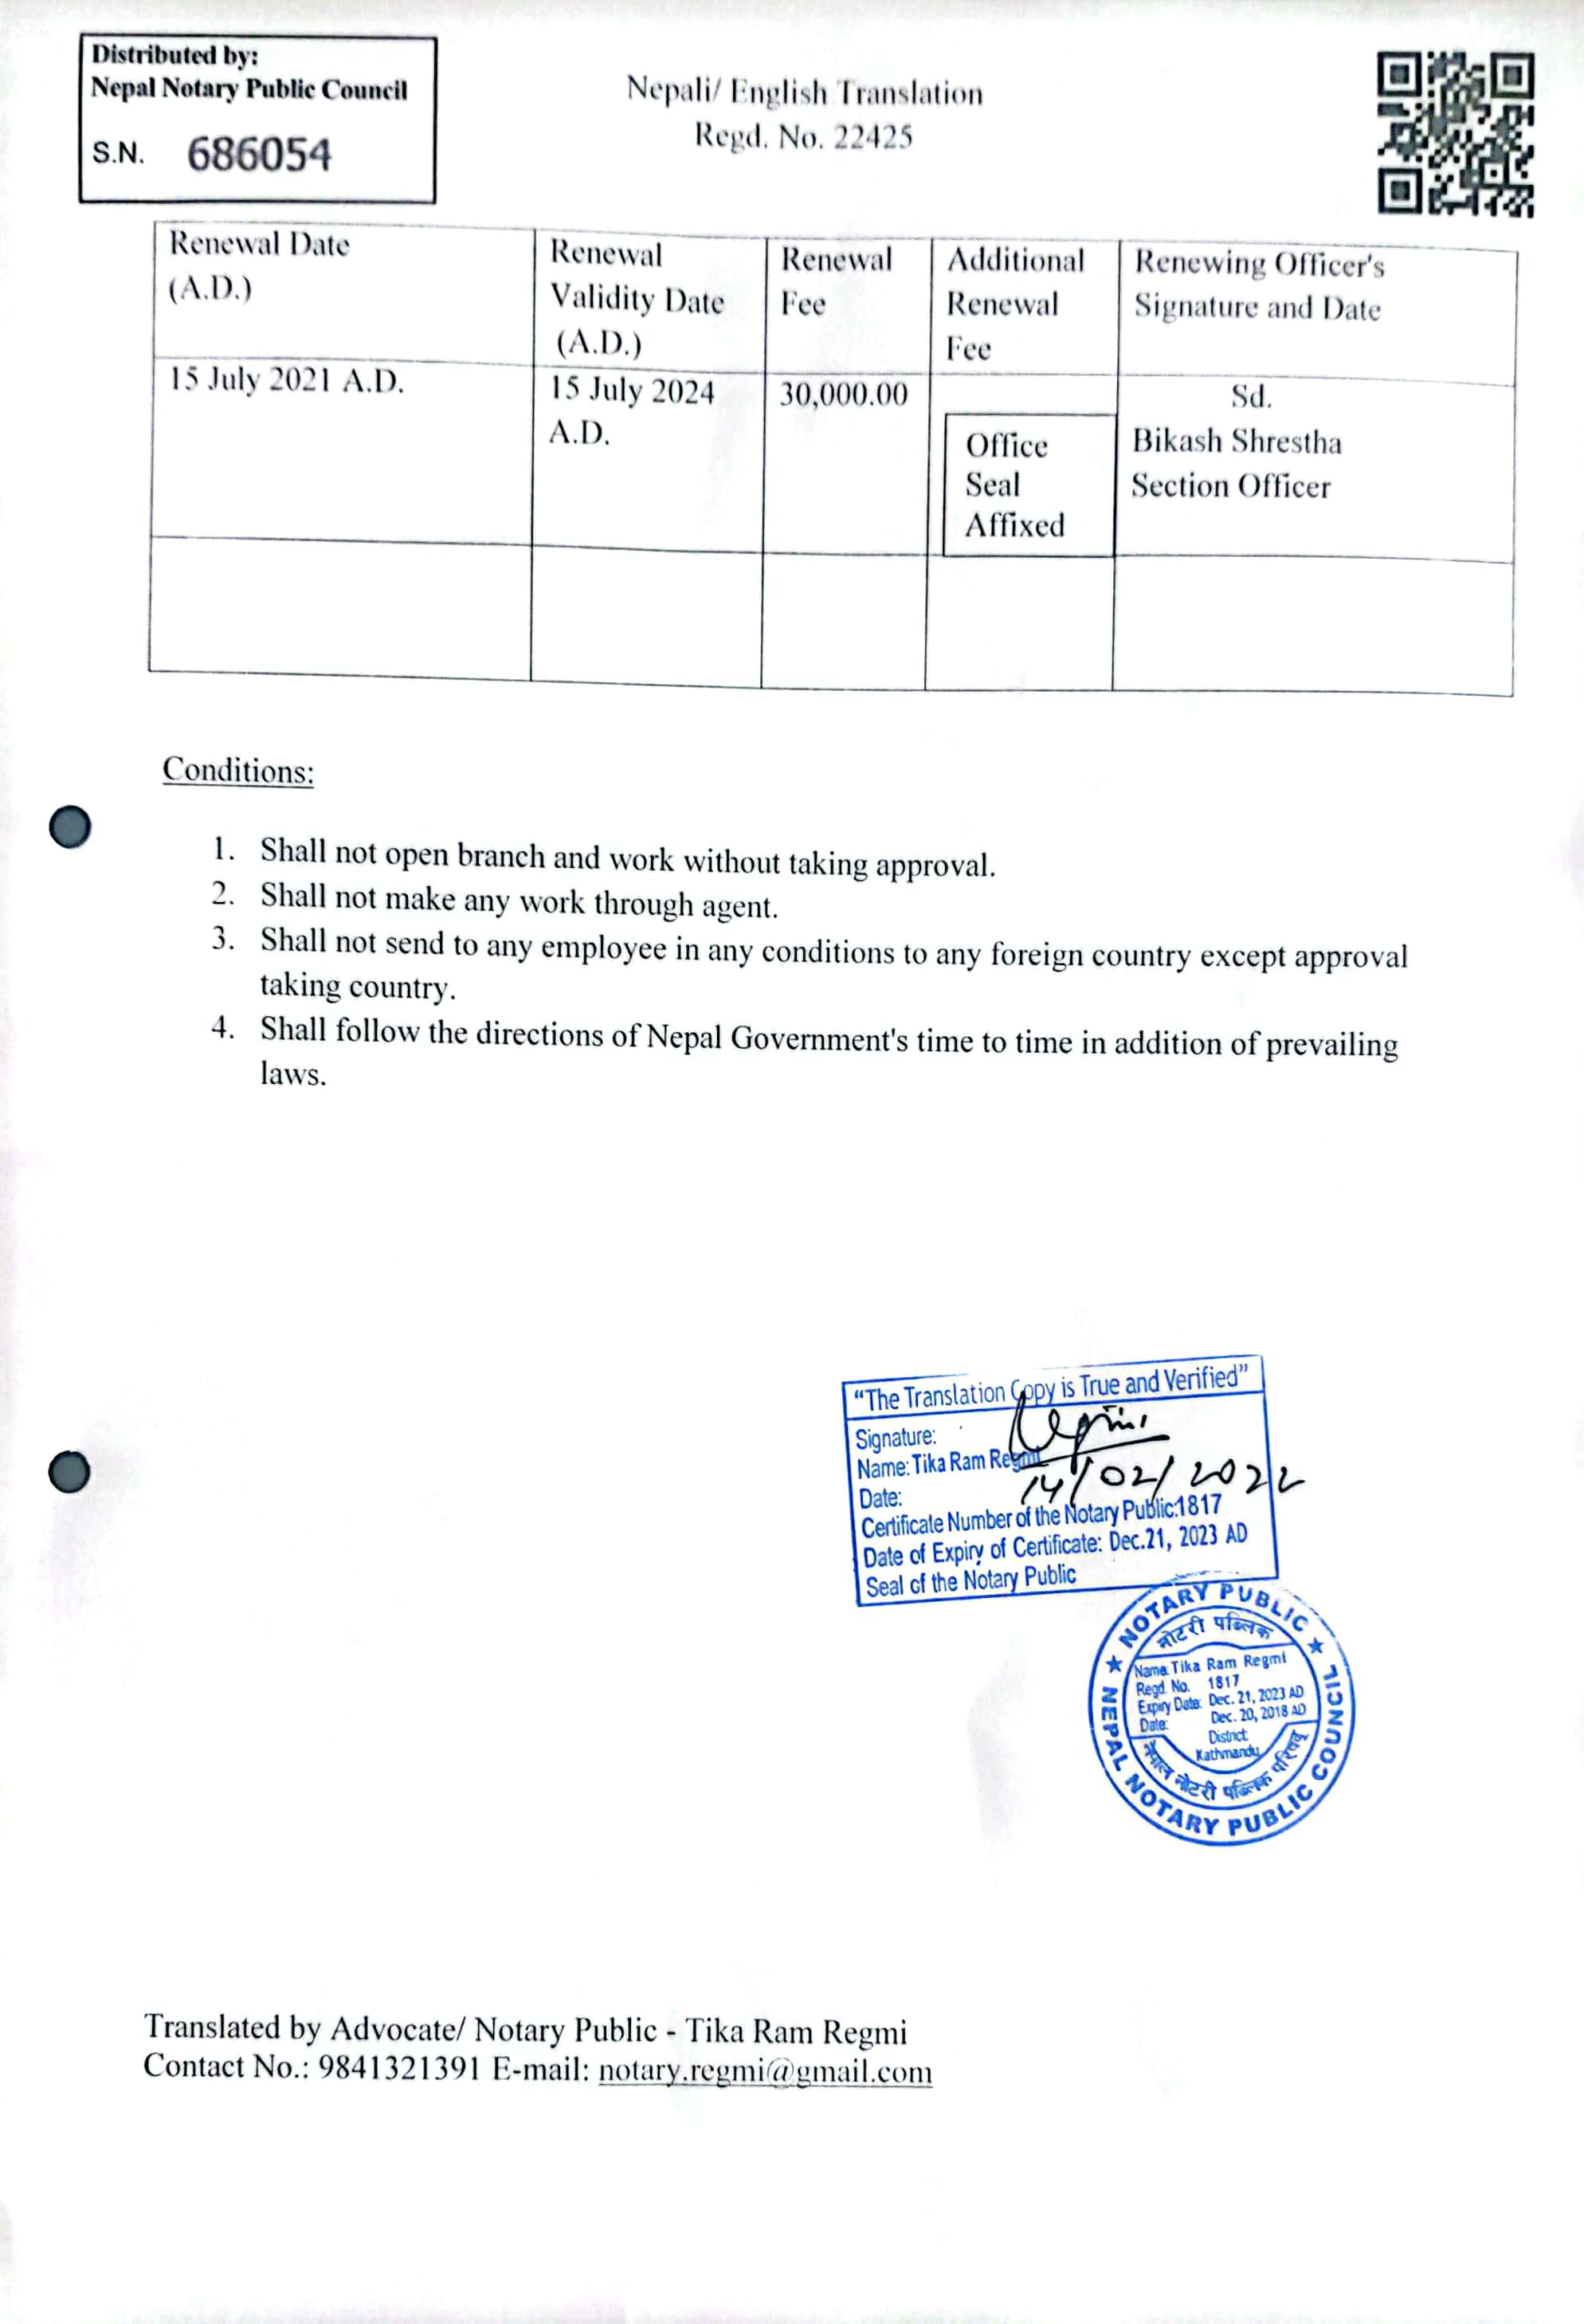 Distributed by:
Nepal Notary Public Council
S.N. 686054
Nepali/ English Translation
Regd. No. 22425
Renewal Date
(A.D.)
Renewal
Validity Date
(A.D.)
Renewal
Fee
Additional
Renewal
Fee
Renewing Officer's
Signature and Date
15 July 2021 A.D.
15 July 2024
A.D.
30,000.00
Office
Seal
Affixed
Sd.
Bikash Shrestha
Section Officer
Conditions:
1. Shall not open branch and work without taking approval.
2. Shall not make any work through agent.
3. Shall not send to any employee in any conditions to any foreign country except approval
taking country.
4. Shall follow the directions of Nepal Government's time to time in addition of prevailing
laws.
“The Translation Copy is True and Verified”
Signature: Regmi
Name: Tika Ram Regmi
Date: 14/02/2022
Certificate Number of the Notary Public:1817
Date of Expiry of Certificate: Dec.21, 2023 AD
Seal of the Notary Public
★ NOTARY PUBLIC ★
नोटरी पब्लिक
Name: Tika Ram Regmi
Regd. No. 1817
Expiry Date: Dec. 21, 2023 AD
Date: Dec. 20, 2018 AD
District
Kathmandu
नेपाल नोटरी पब्लिक परिषद्
NEPAL NOTARY PUBLIC COUNCIL
Translated by Advocate/ Notary Public - Tika Ram Regmi
Contact No.: 9841321391 E-mail: notary.regmi@gmail.com